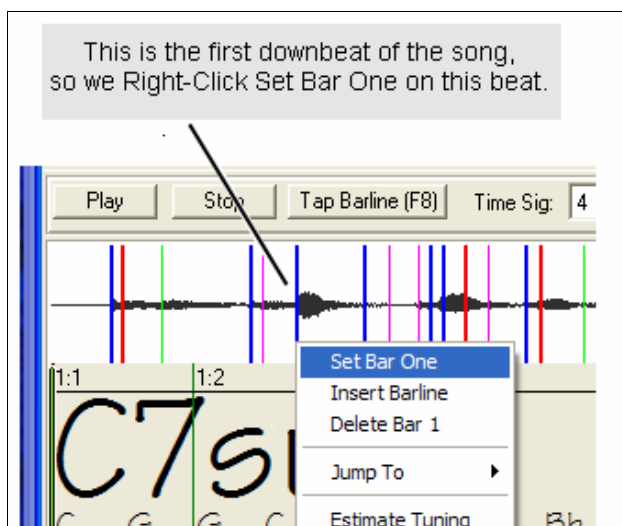 This is the first downbeat of the song,
so we Right-Click Set Bar One on this beat.
Play Stop Tap Barline (F8) Time Sig: 4
1:1 1:2
Set Bar One
Insert Barline
Delete Bar 1
Jump To
Estimate Tuning
C7s
C G G C Bb